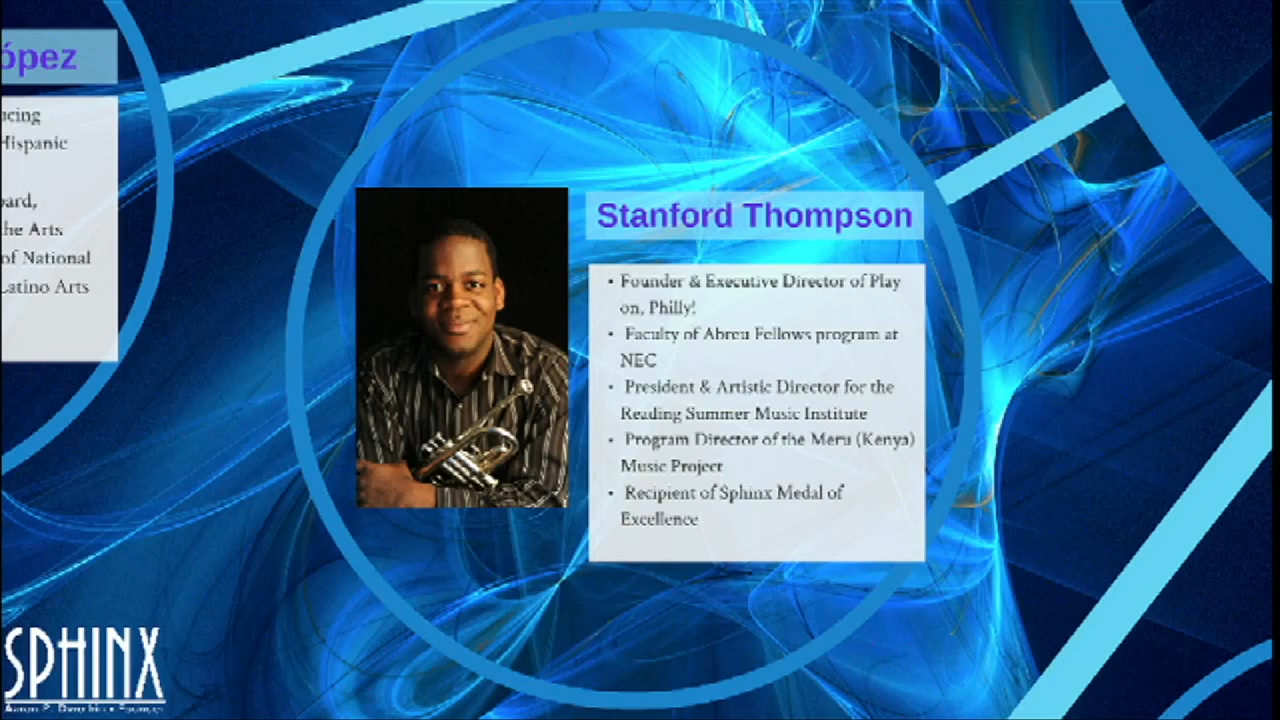 ópez
Hispanic
the Arts
of National
Latino Arts
Stanford Thompson
• Founder & Executive Director of Play
on, Philly!
• Faculty of Abreu Fellows program at
NEC
• President & Artistic Director for the
Reading Summer Music Institute
• Program Director of the Meru (Kenya)
Music Project
• Recipient of Sphinx Medal of
Excellence
SPHINX